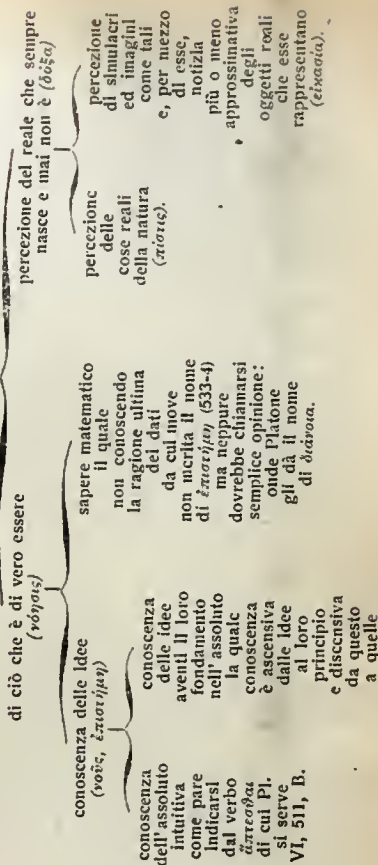 di ciò che è di vero essere
(νόησις)
percezione del reale che sempre
nasce e mai non è (δόξα)
conoscenza delle Idee
(νοῦς, ἐπιστήμη)
sapere matematico
il quale
non conoscendo
la ragione ultima
dei dati
da cui move
non merita il nome
di ἐπιστήμη (533-4)
ma neppure
dovrebbe chiamarsi
semplice opinione:
onde Platone
gli dà il nome
di διάνοια.
percezione
delle
cose reali
della natura
(πίστις).
percezione
di simulacri
ed imagini
come tali
e, per mezzo
di esse,
notizia
più o meno
approssimativa
degli
oggetti reali
che esse
rappresentano
(εἰκασία).
conoscenza
dell'assoluto
intuitiva
come pare
indicarsi
dal verbo
ἅπτεσθαι
di cui Pl.
si serve
VI, 511, B.
conoscenza
delle idee
aventi il loro
fondamento
nell'assoluto
la quale
conoscenza
è ascensiva
dalle Idee
al loro
principio
e discensiva
da questo
a quelle